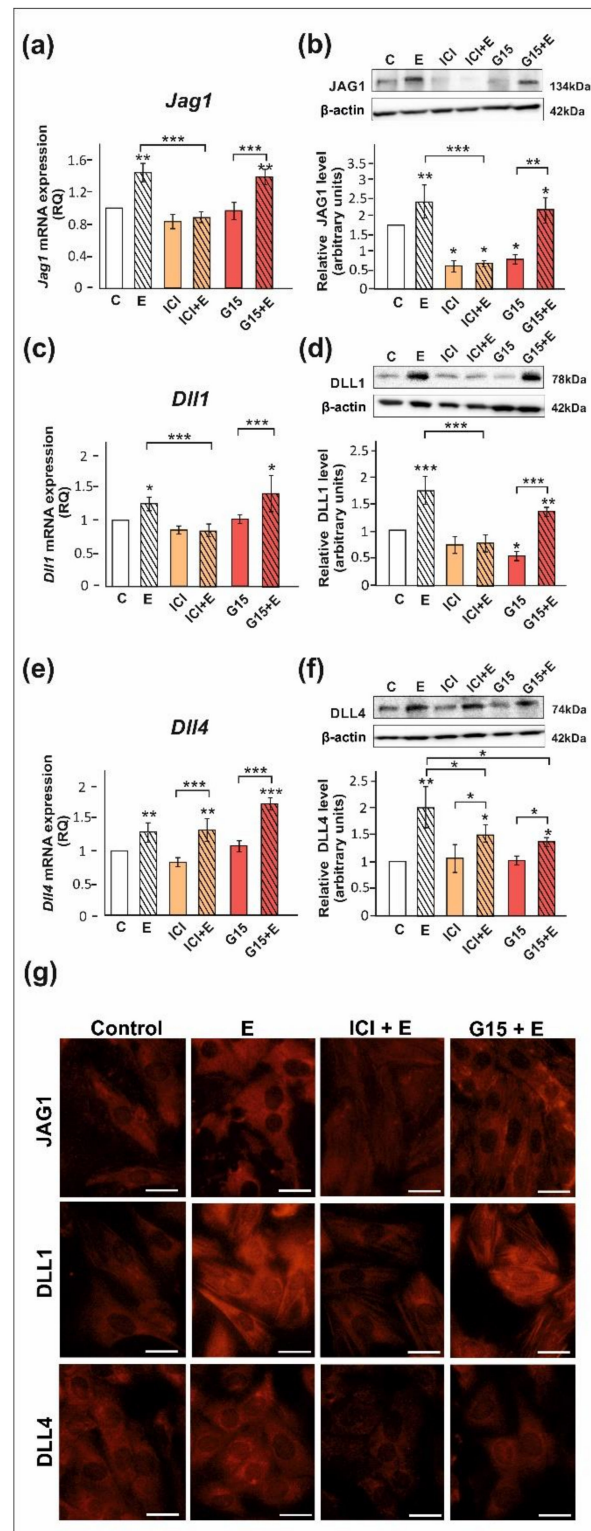 (a)
Jag1
Jag1 mRNA expression
(RQ)
1.6
1.2
0.8
0.4
0
**
***
***
**
C E ICI ICI+E G15 G15+E
(b)
C E ICI ICI+E G15 G15+E
JAG1 134kDa
β-actin 42kDa
Relative JAG1 level
(arbitrary units)
3.5
3
2.5
2
1.5
1
0.5
0
**
***
*
*
*
**
*
C E ICI ICI+E G15 G15+E
(c)
Dll1
Dll1 mRNA expression
(RQ)
2
1.5
1
0.5
0
*
***
***
*
C E ICI ICI+E G15 G15+E
(d)
C E ICI ICI+E G15 G15+E
DLL1 78kDa
β-actin 42kDa
Relative DLL1 level
(arbitrary units)
2
1.5
1
0.5
0
***
***
*
***
**
C E ICI ICI+E G15 G15+E
(e)
Dll4
Dll4 mRNA expression
(RQ)
2
1.5
1
0.5
0
**
***
**
***
***
C E ICI ICI+E G15 G15+E
(f)
C E ICI ICI+E G15 G15+E
DLL4 74kDa
β-actin 42kDa
Relative DLL4 level
(arbitrary units)
2.5
2
1.5
1
0.5
0
*
*
**
*
*
*
*
C E ICI ICI+E G15 G15+E
(g)
Control E ICI + E G15 + E
JAG1
DLL1
DLL4